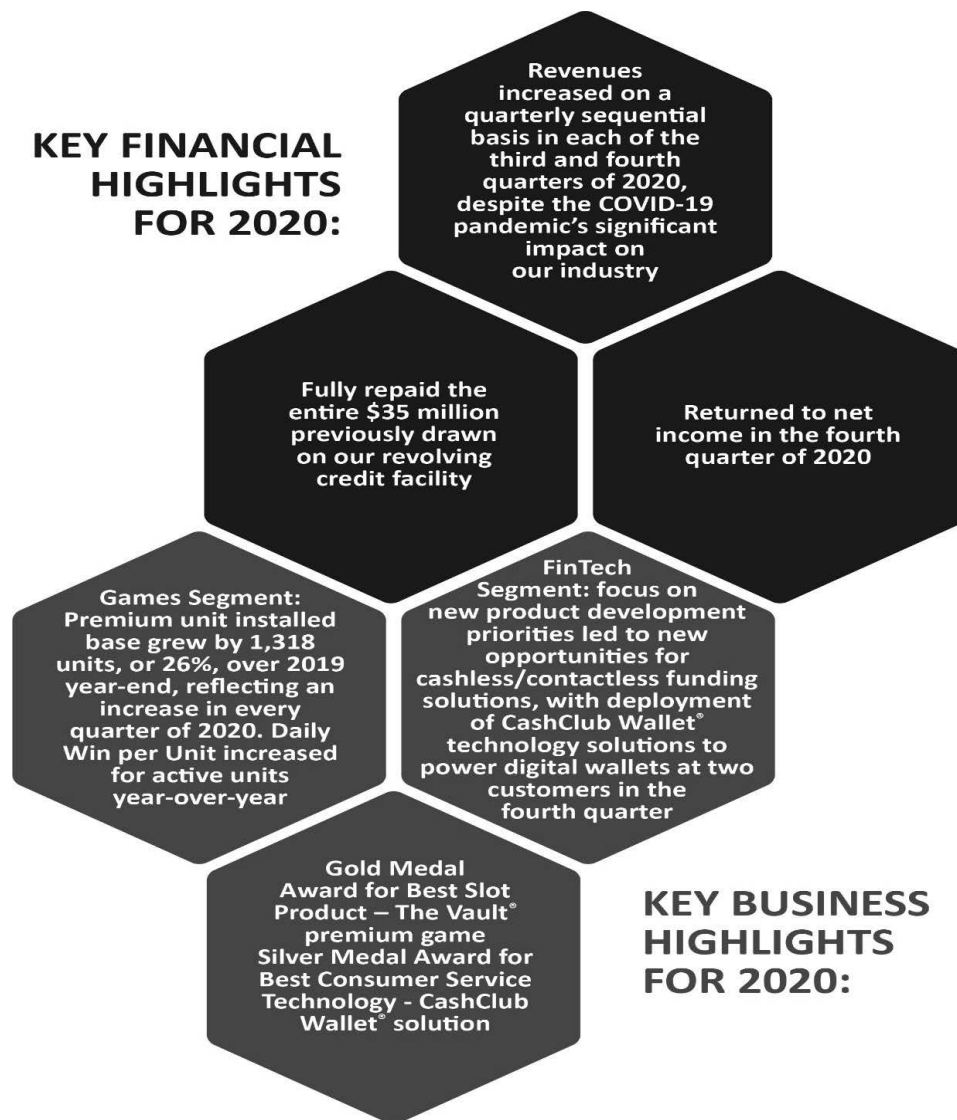 KEY FINANCIAL
HIGHLIGHTS
FOR 2020:
Revenues
increased on a
quarterly sequential
basis in each of the
third and fourth
quarters of 2020,
despite the COVID-19
pandemic’s significant
impact on
our industry
Fully repaid the
entire $35 million
previously drawn
on our revolving
credit facility
Returned to net
income in the fourth
quarter of 2020
Games Segment:
Premium unit installed
base grew by 1,318
units, or 26%, over 2019
year-end, reflecting an
increase in every
quarter of 2020. Daily
Win per Unit increased
for active units
year-over-year
FinTech
Segment: focus on
new product development
priorities led to new
opportunities for
cashless/contactless funding
solutions, with deployment
of CashClub Wallet®
technology solutions to
power digital wallets at two
customers in the
fourth quarter
Gold Medal
Award for Best Slot
Product – The Vault®
premium game
Silver Medal Award for
Best Consumer Service
Technology - CashClub
Wallet® solution
KEY BUSINESS
HIGHLIGHTS
FOR 2020: